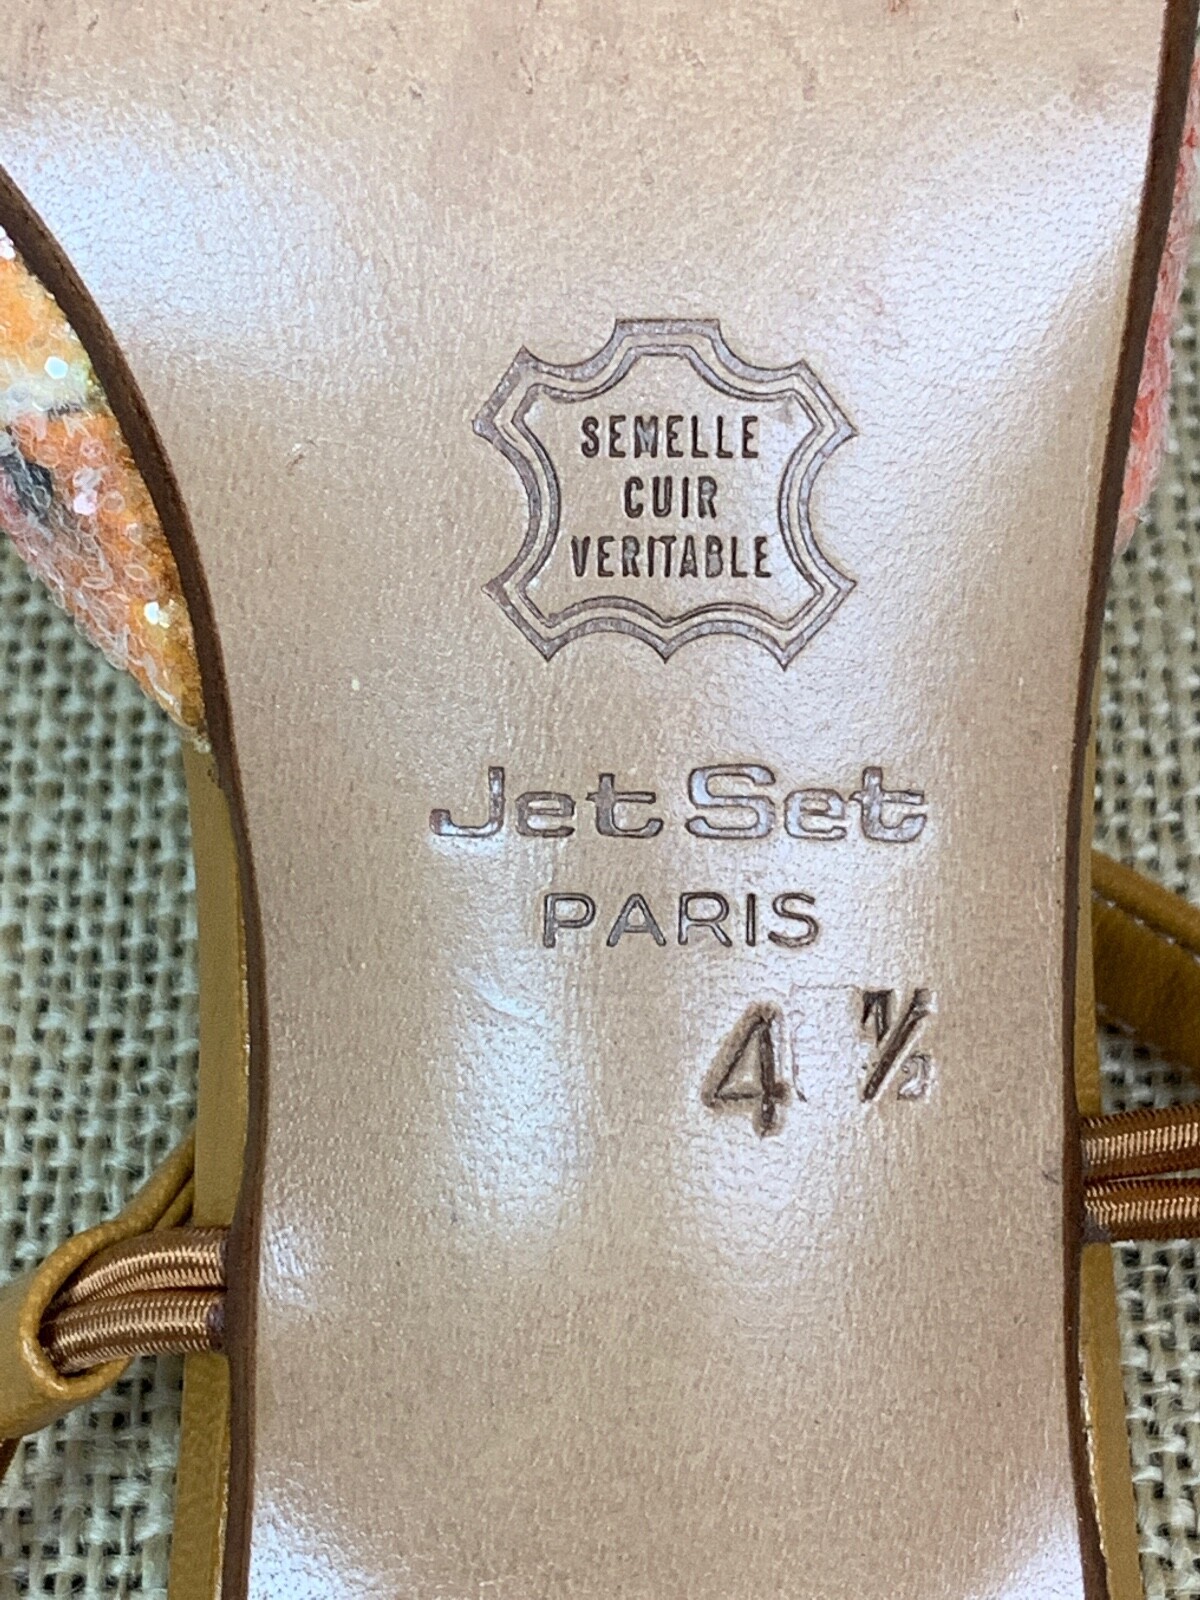 SEMELLE
CUIR
VERITABLE
Jet Set
PARIS
4 ½